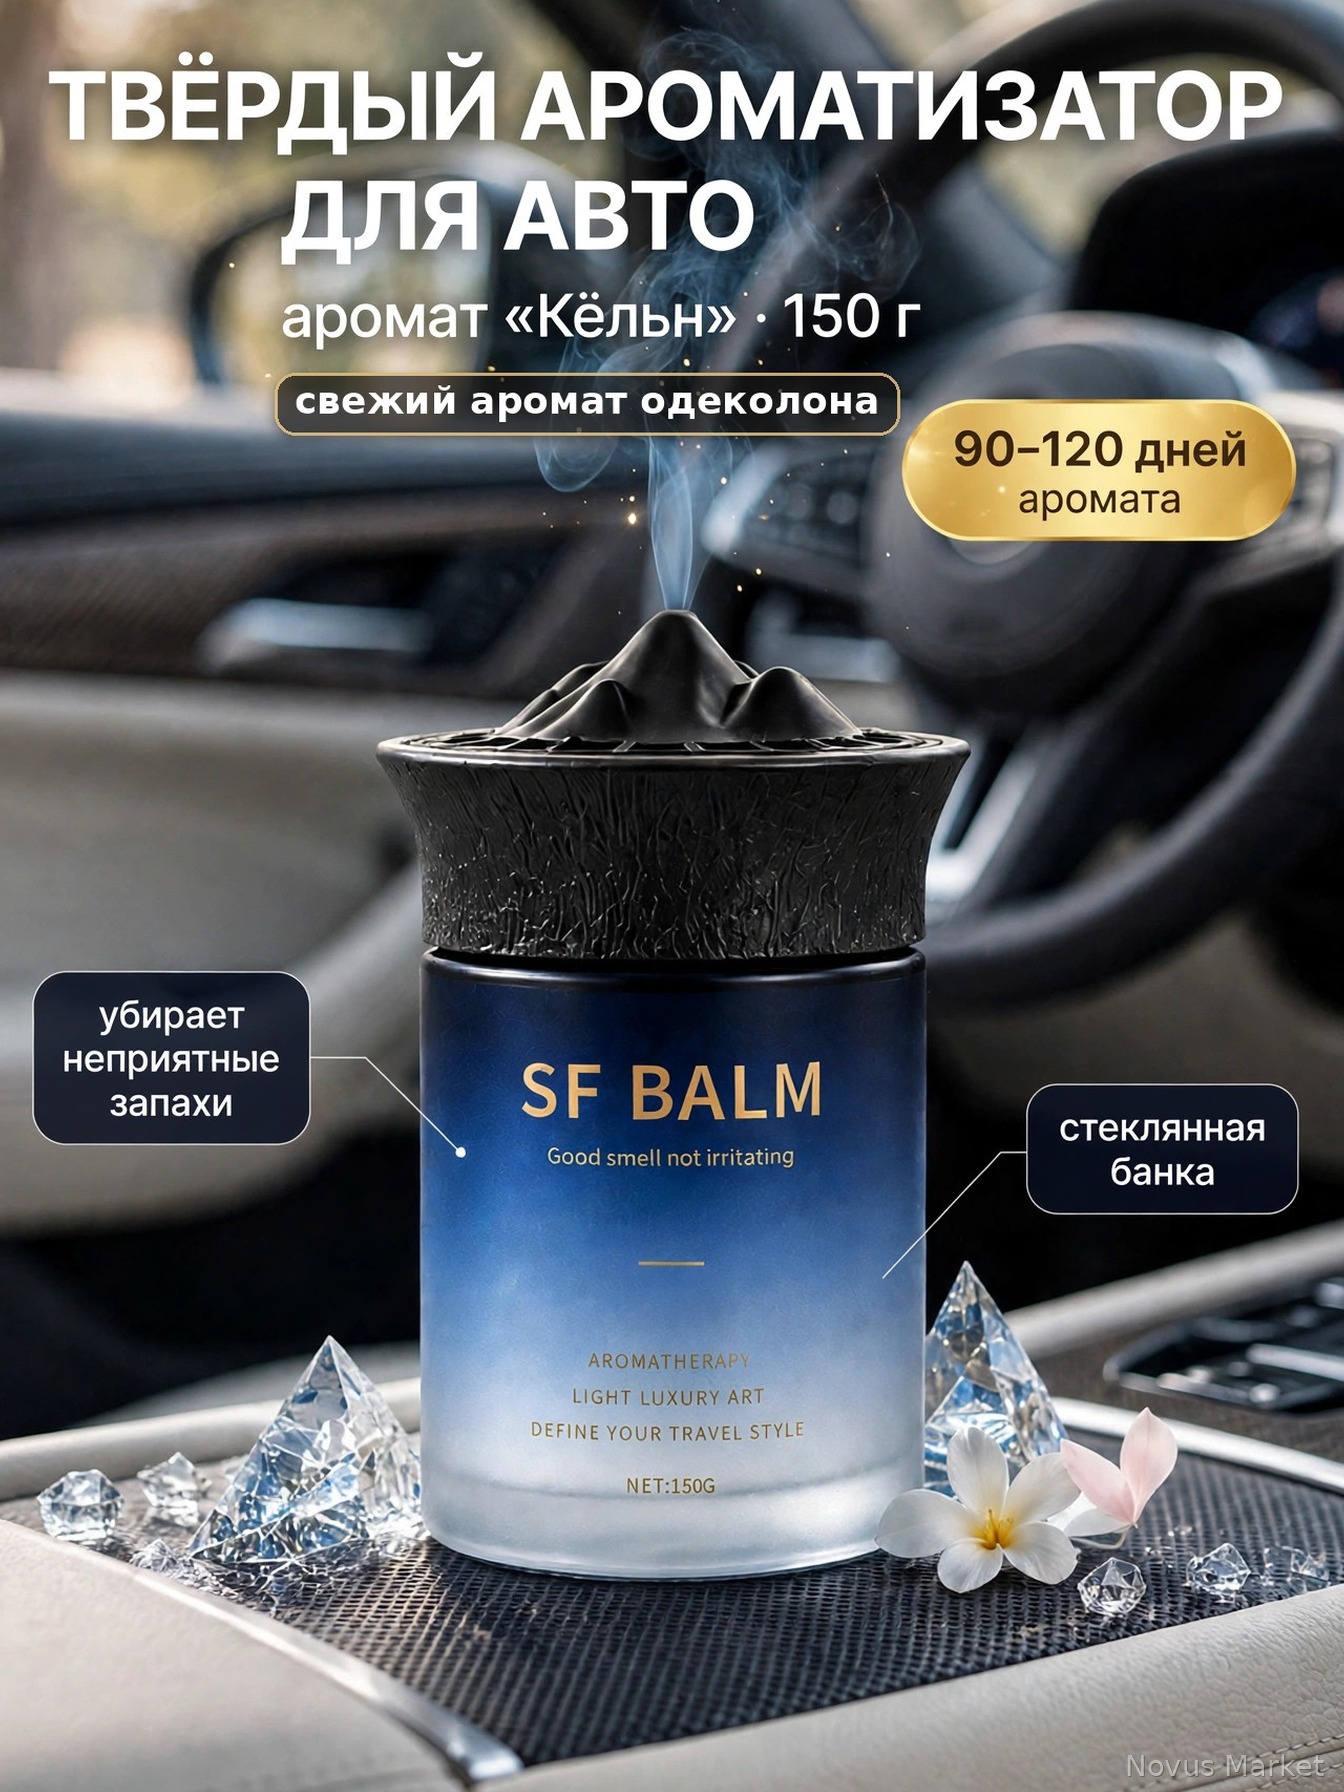 ТВЁРДЫЙ АРОМАТИЗАТОР
ДЛЯ АВТО
аромат «Кёльн» · 150 г
свежий аромат одеколона
90–120 дней
аромата
убирает
неприятные
запахи
SF BALM
Good smell not irritating
стеклянная
банка
AROMATHERAPY
LIGHT LUXURY ART
DEFINE YOUR TRAVEL STYLE
NET:150G
Novus Market